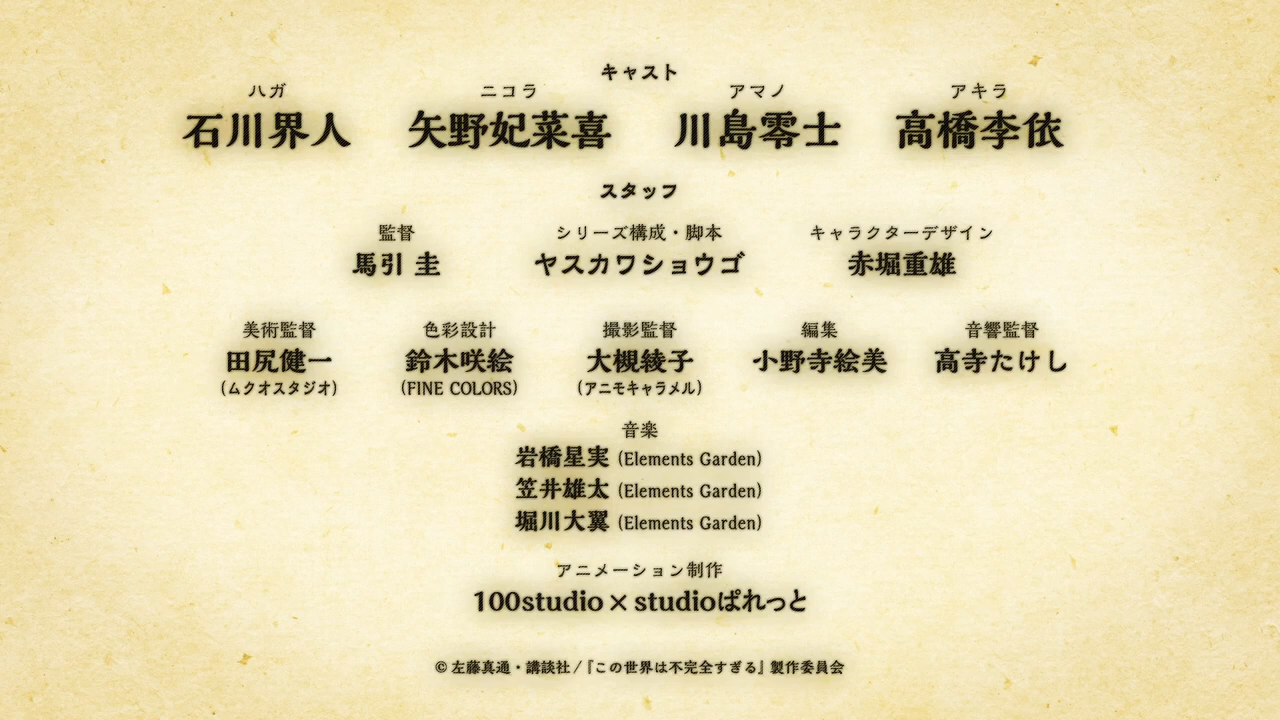 キャスト
ハガ ニコラ アマノ アキラ
石川界人 矢野妃菜喜 川島零士 高橋李依
スタッフ
監督 シリーズ構成・脚本 キャラクターデザイン
馬引 圭 ヤスカワショウゴ 赤堀重雄
美術監督 色彩設計 撮影監督 編集 音響監督
田尻健一 鈴木咲絵 大槻綾子 小野寺絵美 高寺たけし
(ムクオスタジオ) (FINE COLORS) (アニモキャラメル)
音楽
岩橋星実 (Elements Garden)
笠井雄太 (Elements Garden)
堀川大翼 (Elements Garden)
アニメーション制作
100studio×studioぱれっと
© 左藤真通・講談社/『この世界は不完全すぎる』製作委員会